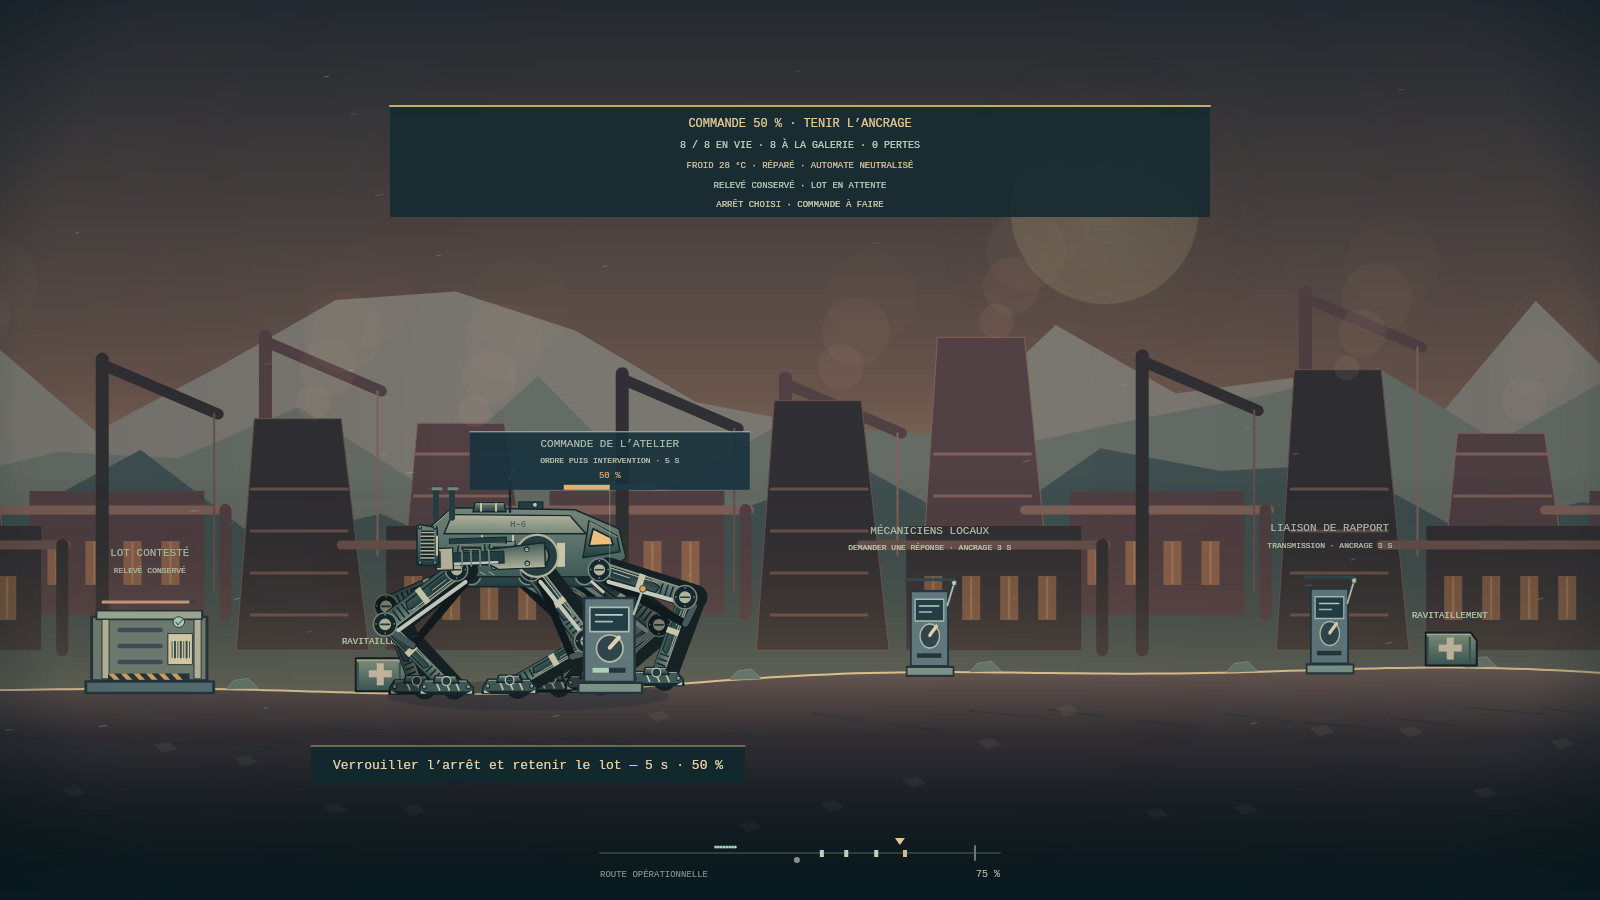 COMMANDE 50 % · TENIR L’ANCRAGE
8 / 8 EN VIE · 8 À LA GALERIE · 0 PERTES
FROID 28 °C · RÉPARÉ · AUTOMATE NEUTRALISÉ
RELEVÉ CONSERVÉ · LOT EN ATTENTE
ARRÊT CHOISI · COMMANDE À FAIRE
COMMANDE DE L’ATELIER
ORDRE PUIS INTERVENTION · 5 S
50 %
H-6
LOT CONTESTÉ
RELEVÉ CONSERVÉ
MÉCANICIENS LOCAUX
DEMANDER UNE RÉPONSE · ANCRAGE 3 S
LIAISON DE RAPPORT
TRANSMISSION · ANCRAGE 3 S
RAVITAILL
RAVITAILLEMENT
Verrouiller l’arrêt et retenir le lot — 5 s · 50 %
ROUTE OPÉRATIONNELLE
75 %